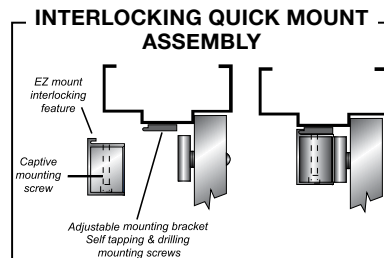 INTERLOCKING QUICK MOUNT
ASSEMBLY
EZ mount
interlocking
feature
Captive
mounting
screw
Adjustable mounting bracket
Self tapping & drilling
mounting screws